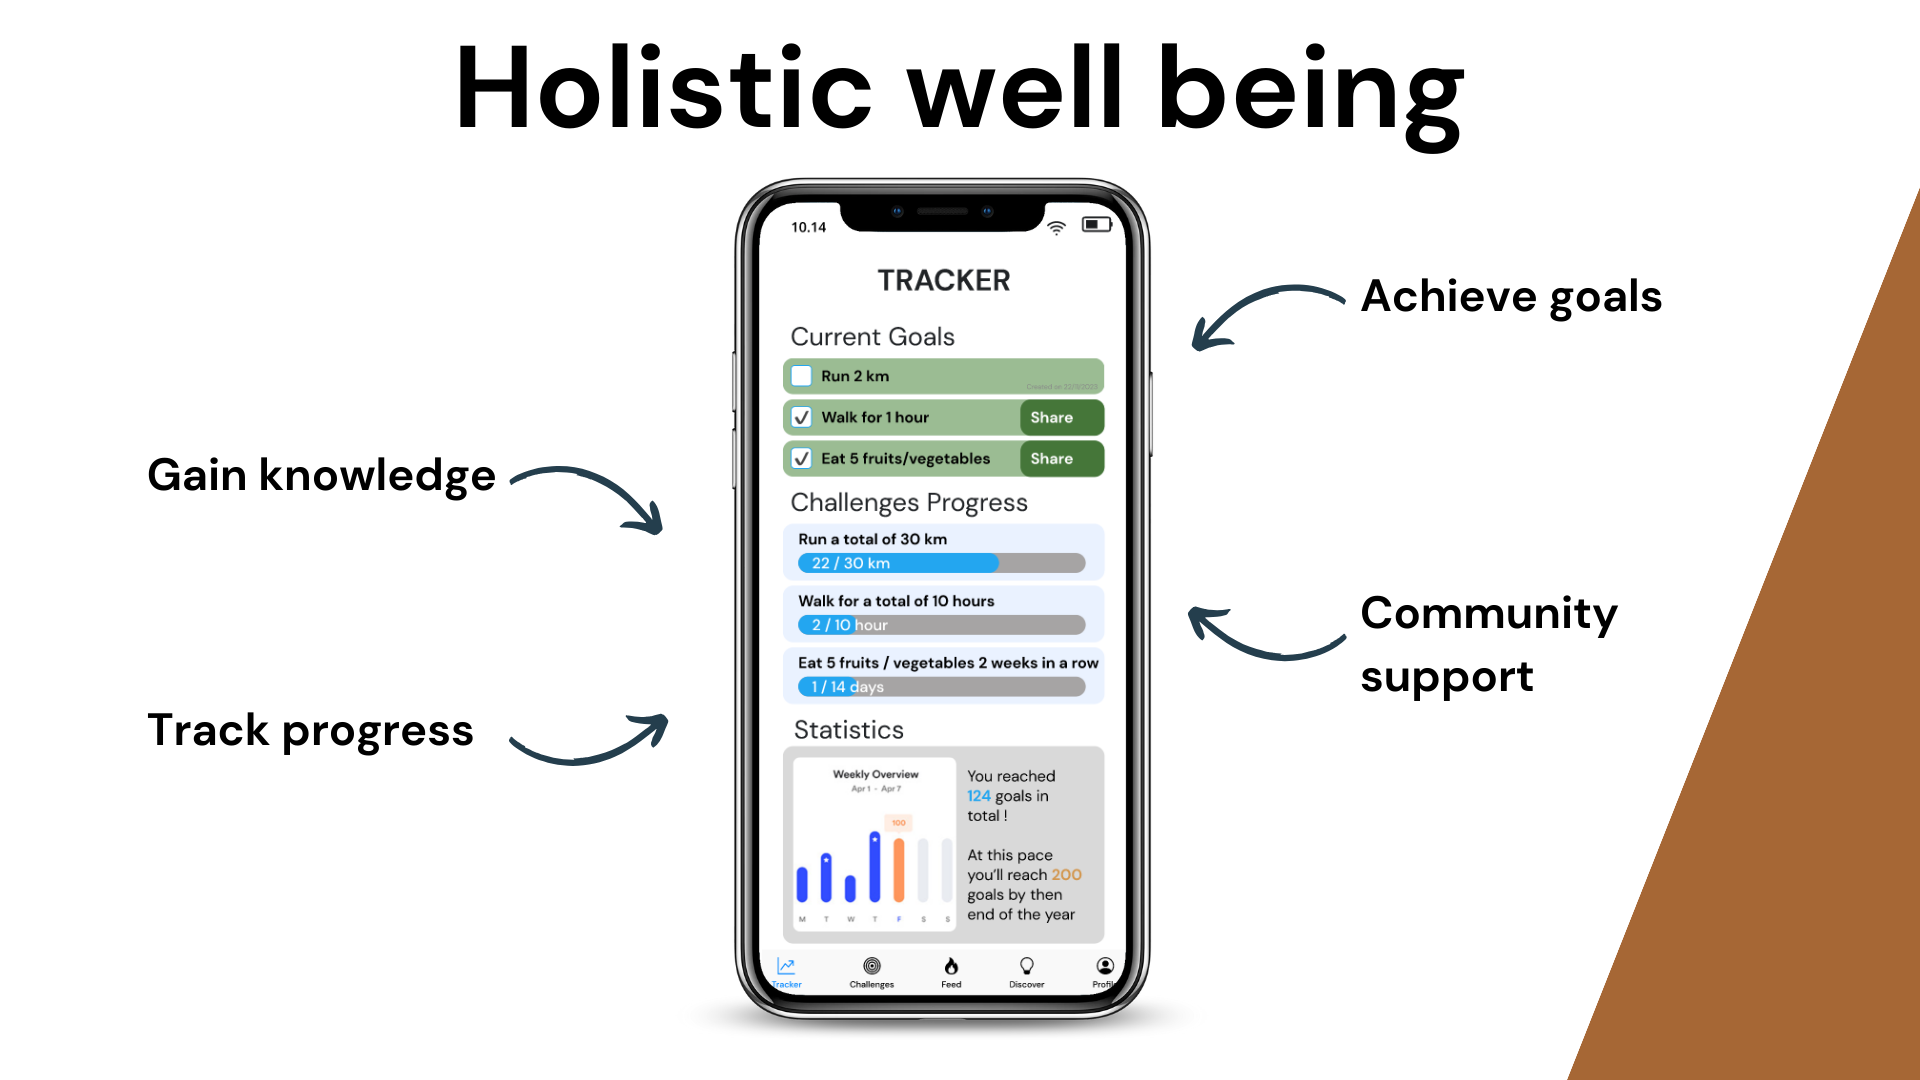 Holistic well being
10.14
TRACKER
Current Goals
Run 2 km
Created on 22/11/2023
Walk for 1 hour
Share
Eat 5 fruits/vegetables
Share
Challenges Progress
Run a total of 30 km
22 / 30 km
Walk for a total of 10 hours
2 / 10 hour
Eat 5 fruits / vegetables 2 weeks in a row
1 / 14 days
Statistics
Weekly Overview
Apr 1 - Apr 7
100
M T W T F S S
You reached
124 goals in
total !
At this pace
you'll reach 200
goals by then
end of the year
Tracker
Challenges
Feed
Discover
Profil
Gain knowledge
Track progress
Achieve goals
Community
support